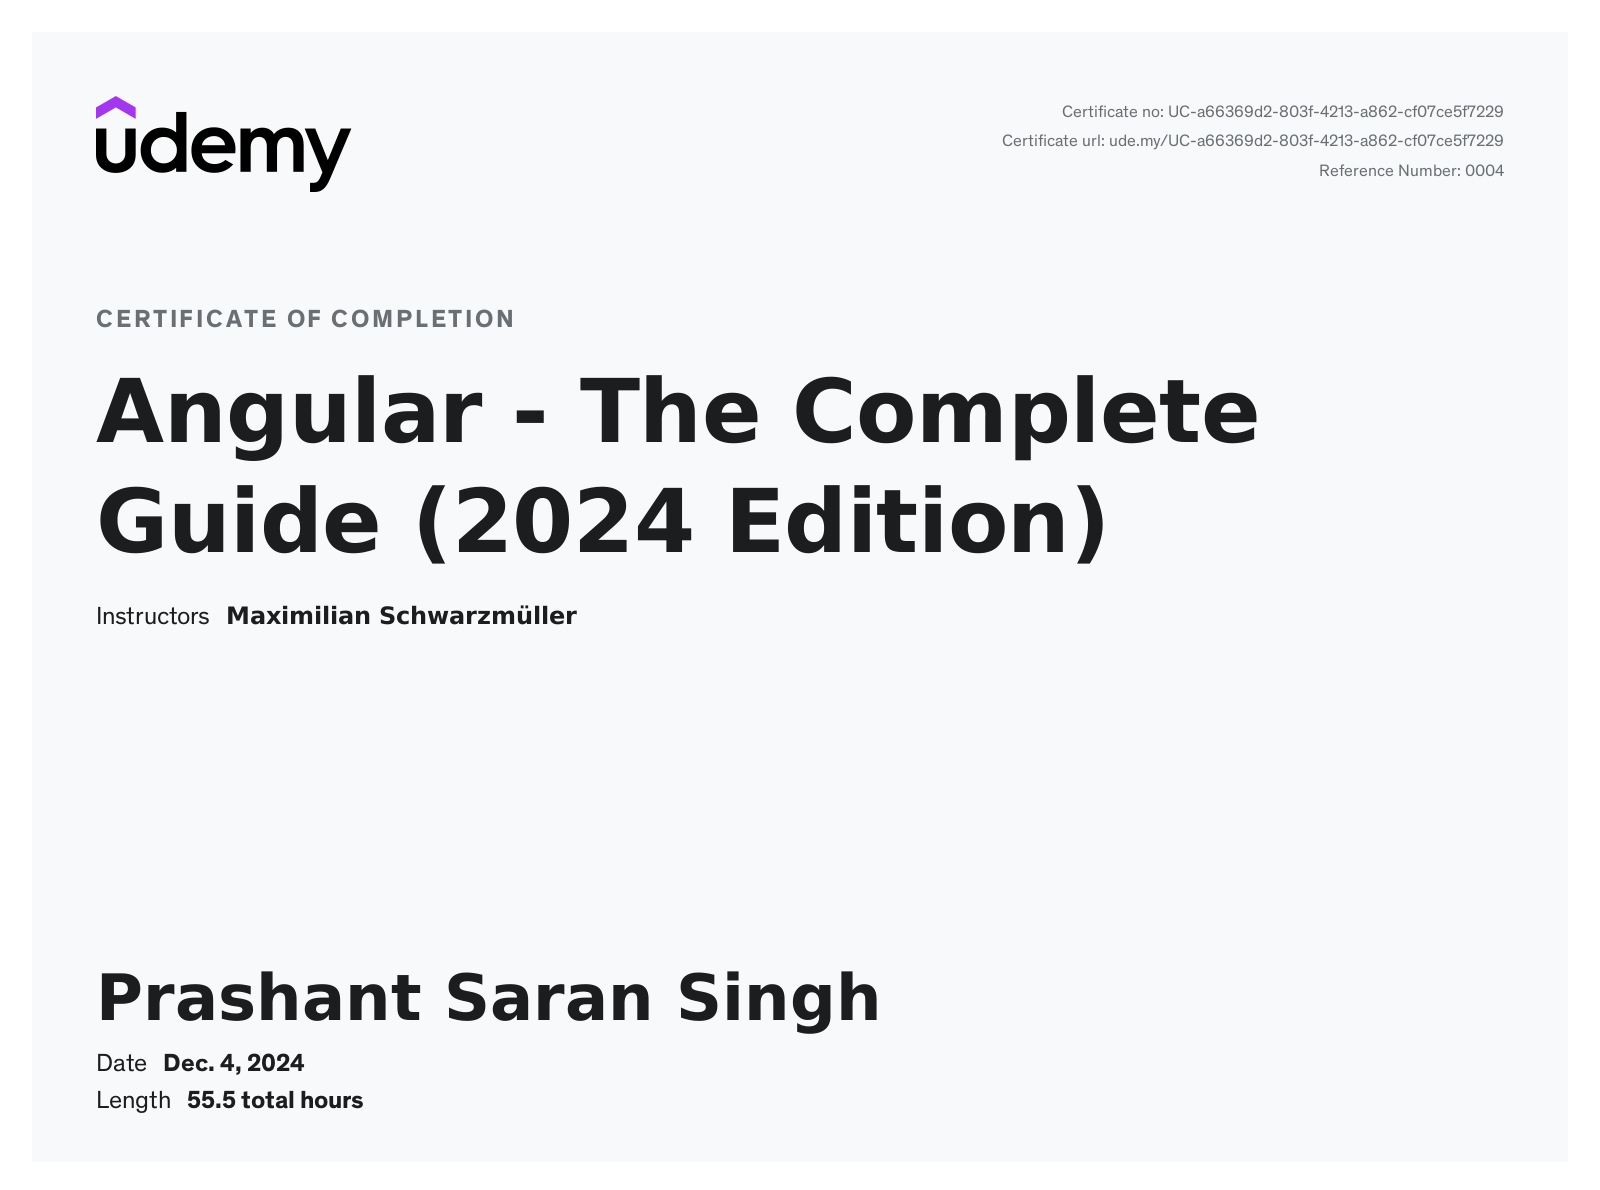 udemy
Certificate no: UC-a66369d2-803f-4213-a862-cf07ce5f7229
Certificate url: ude.my/UC-a66369d2-803f-4213-a862-cf07ce5f7229
Reference Number: 0004
CERTIFICATE OF COMPLETION
Angular - The Complete
Guide (2024 Edition)
Instructors Maximilian Schwarzmüller
Prashant Saran Singh
Date Dec. 4, 2024
Length 55.5 total hours